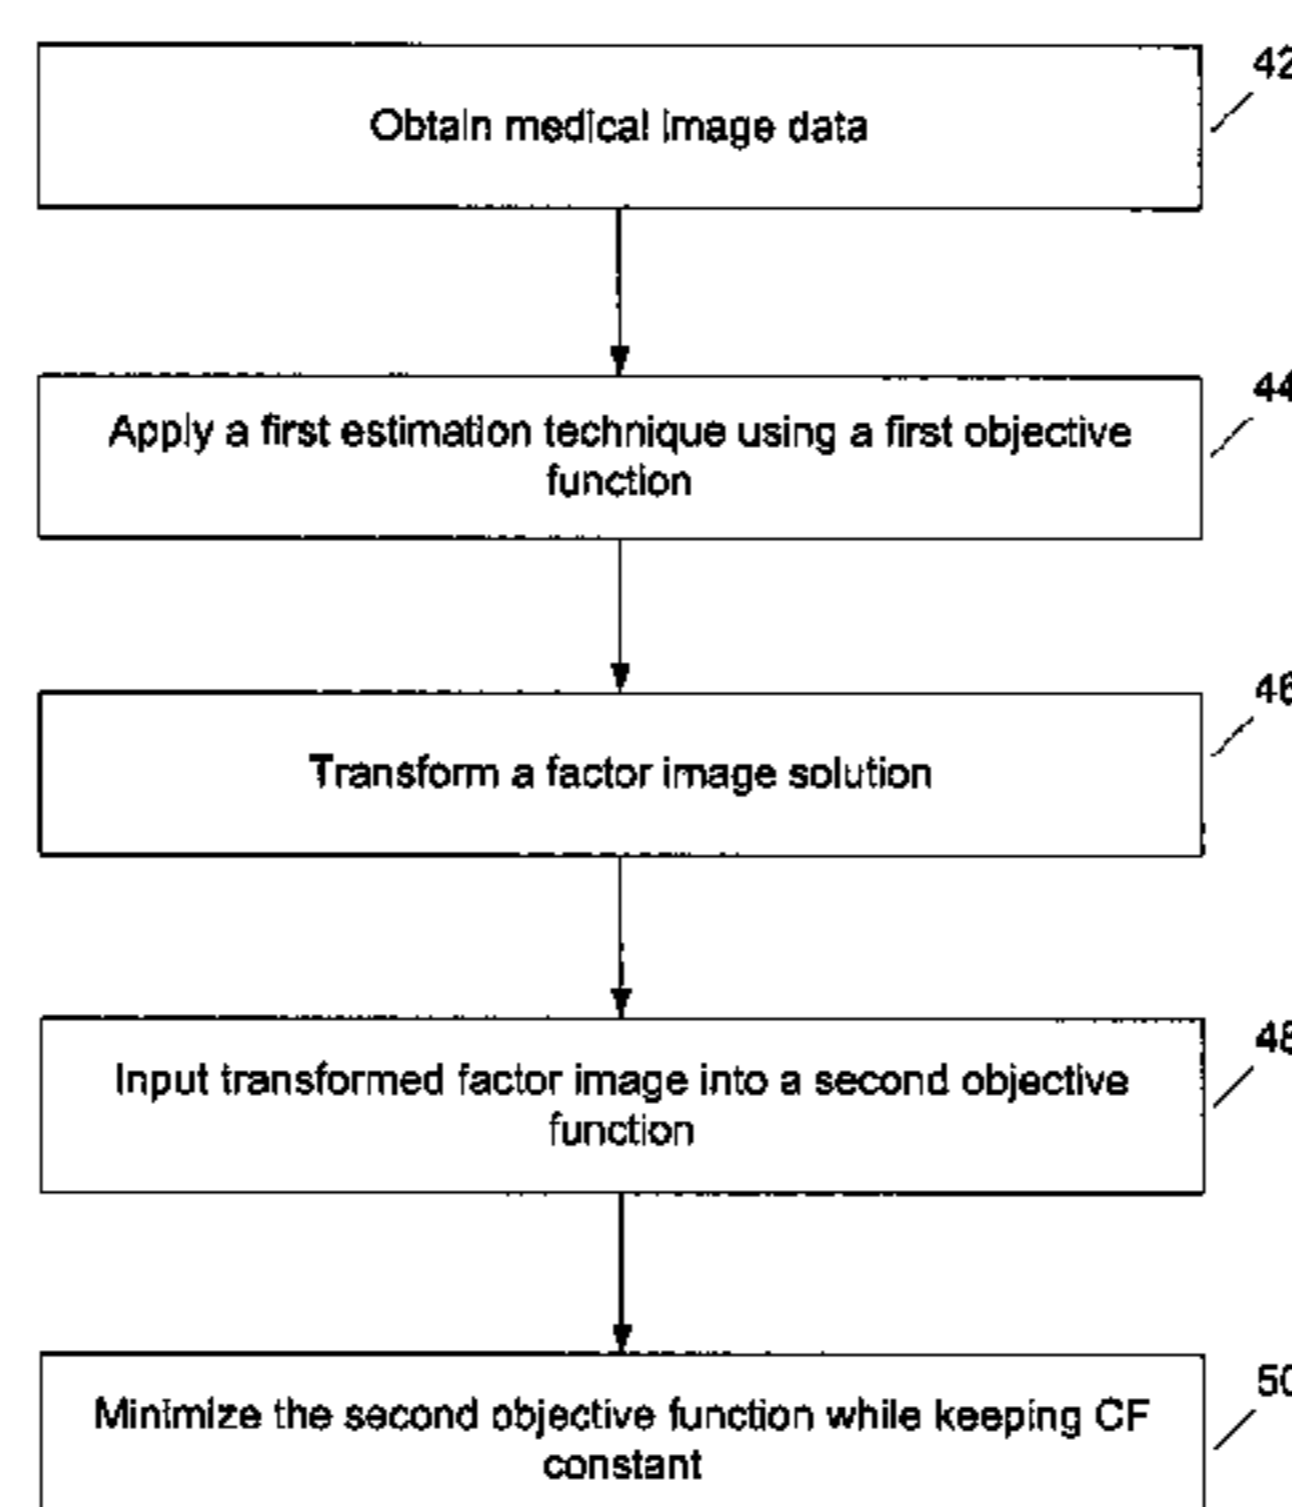 42
Obtain medical image data
44
Apply a first estimation technique using a first objective
function
46
Transform a factor image solution
48
Input transformed factor image into a second objective
function
50
Minimize the second objective function while keeping CF
constant